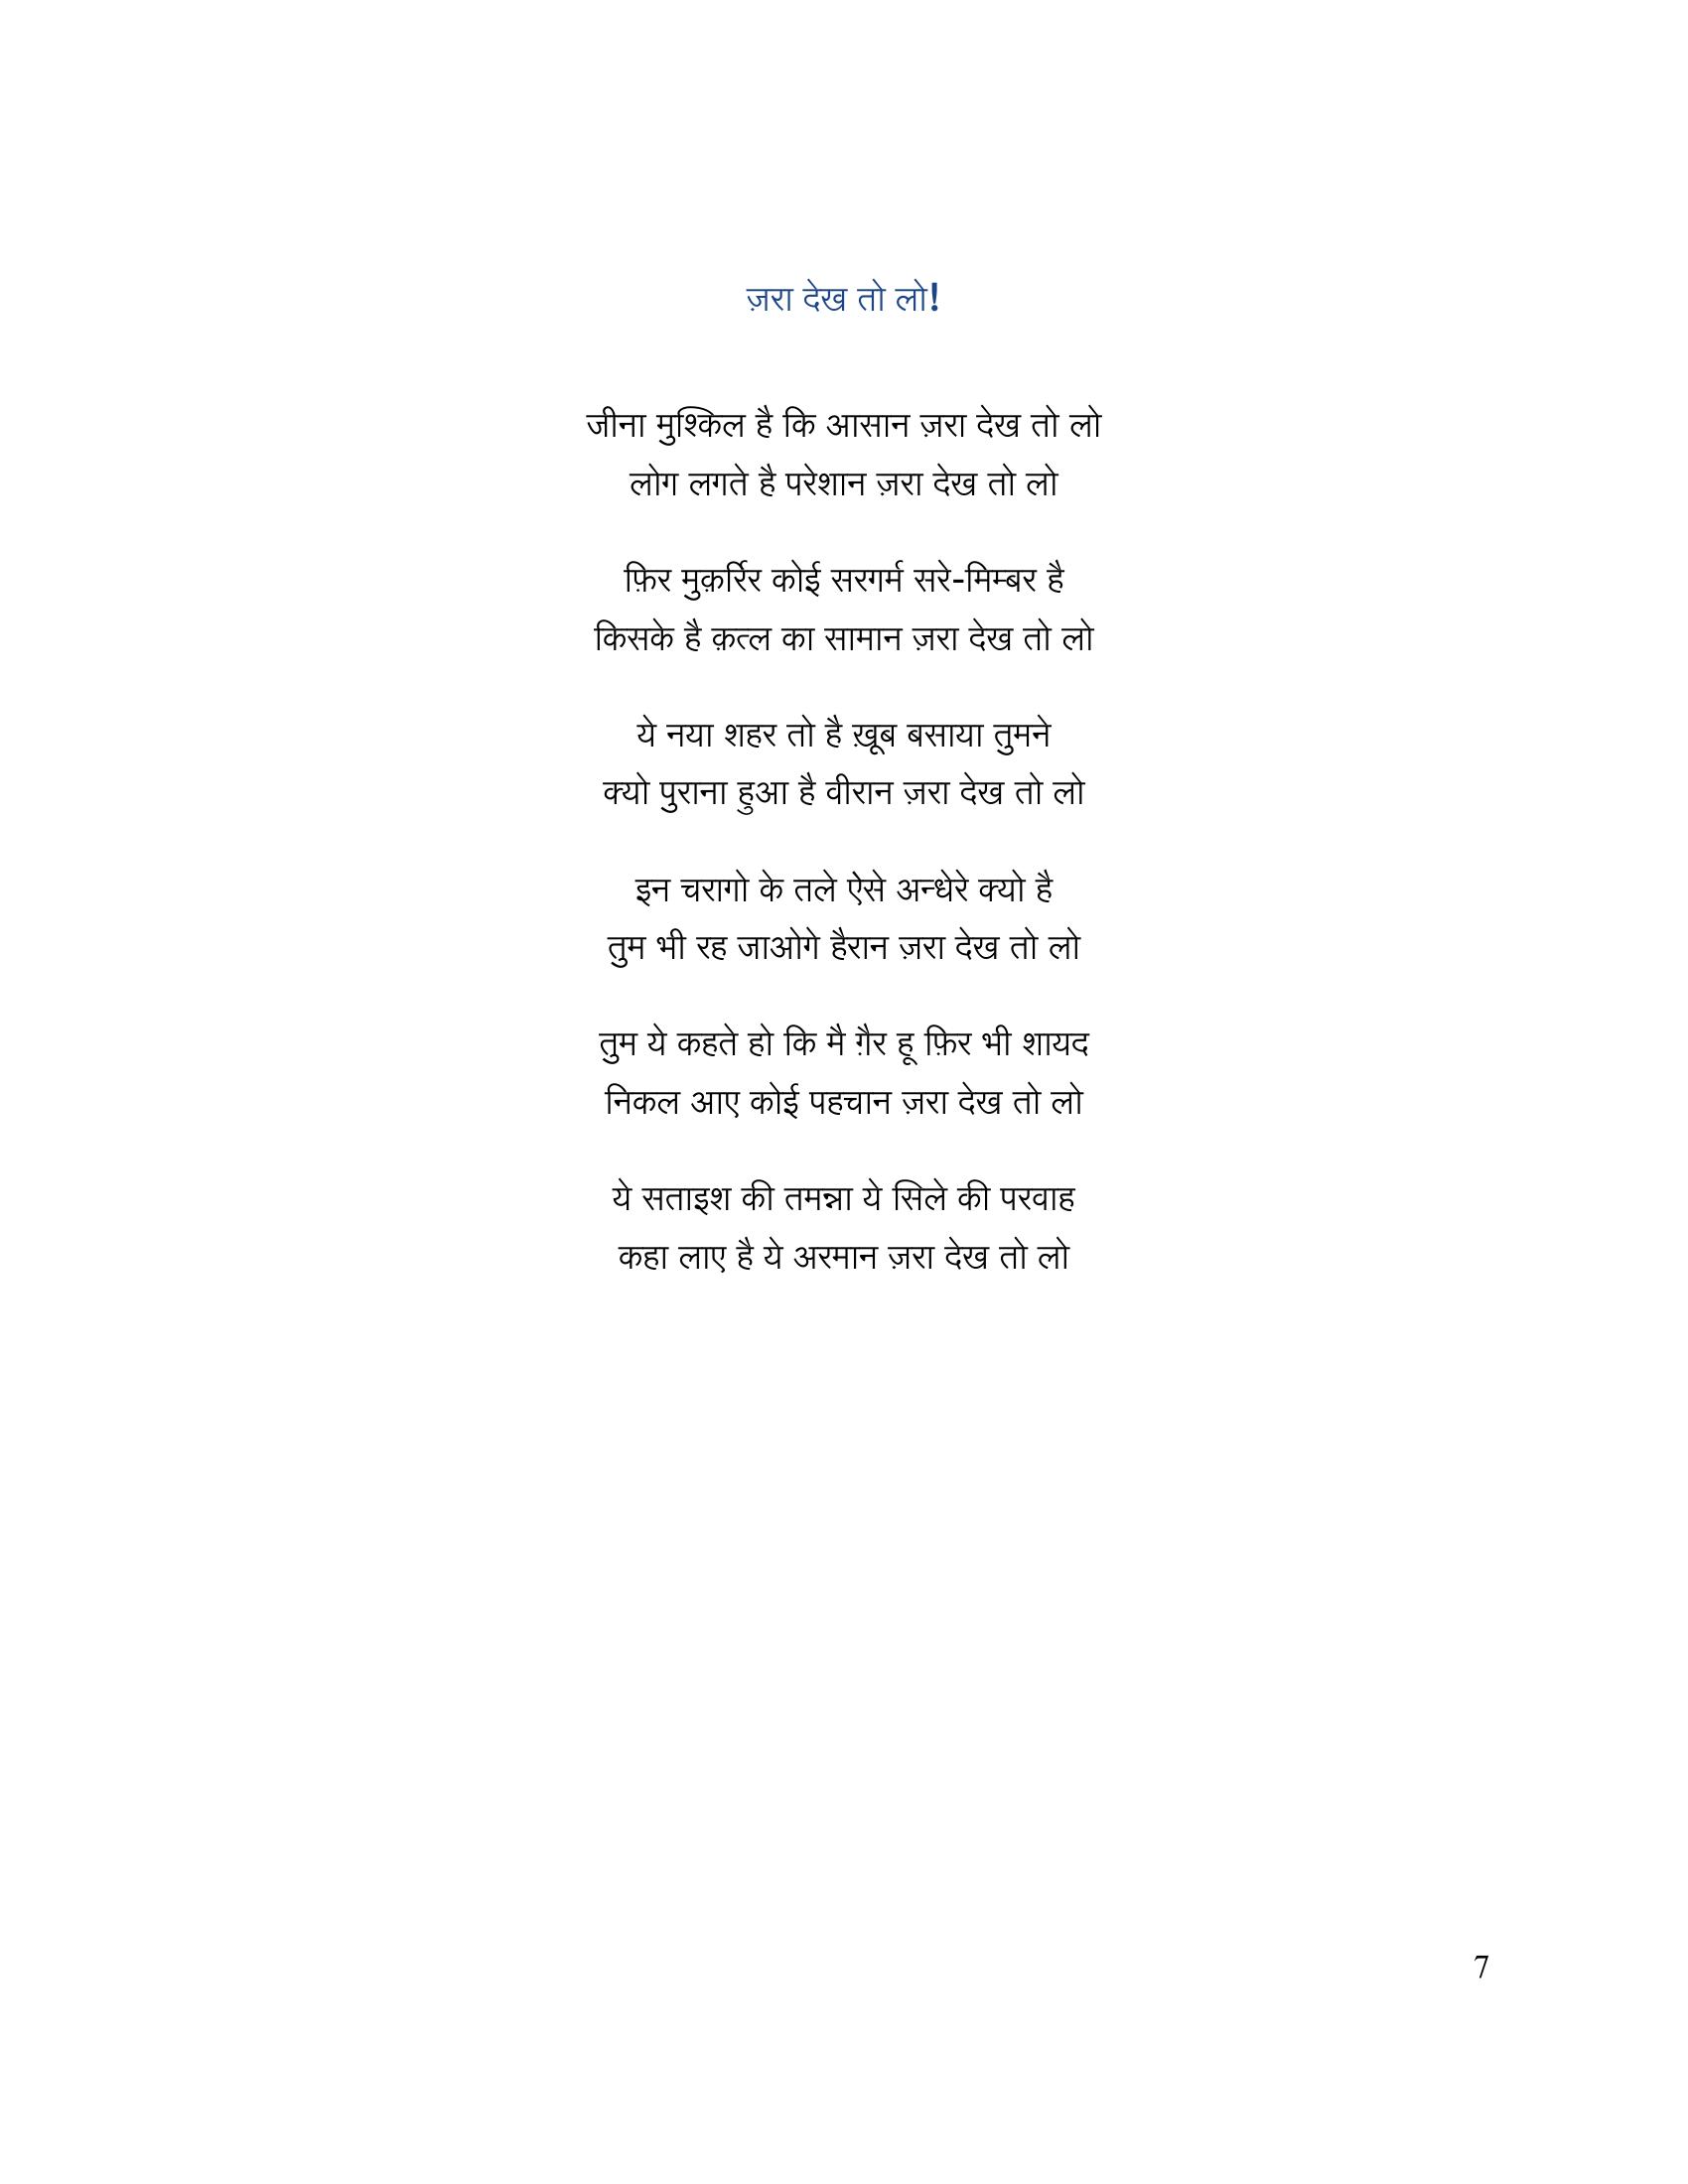 ज़रा देख तो लो!
जीना मुश्किल है कि आसान ज़रा देख तो लो
लोग लगते है परेशान ज़रा देख तो लो
फ़िर मुक़र्रिर कोई सरगर्म सरे-मिम्बर है
किसके है क़त्ल का सामान ज़रा देख तो लो
ये नया शहर तो है ख़ूब बसाया तुमने
क्यो पुराना हुआ है वीरान ज़रा देख तो लो
इन चरागो के तले ऐसे अन्धेरे क्यो है
तुम भी रह जाओगे हैरान ज़रा देख तो लो
तुम ये कहते हो कि मै ग़ैर हू फ़िर भी शायद
निकल आए कोई पहचान ज़रा देख तो लो
ये सताइश की तमन्ना ये सिले की परवाह
कहा लाए है ये अरमान ज़रा देख तो लो
7